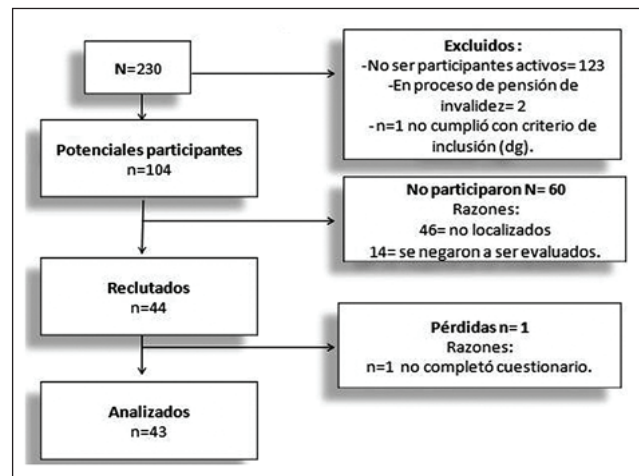 N=230
Excluidos :
-No ser participantes activos= 123
-En proceso de pensión de
invalidez= 2
-n=1 no cumplió con criterio de
inclusión (dg).
Potenciales participantes
n=104
No participaron N= 60
Razones:
46= no localizados
14= se negaron a ser evaluados.
Reclutados
n=44
Pérdidas n= 1
Razones:
n=1 no completó cuestionario.
Analizados
n=43